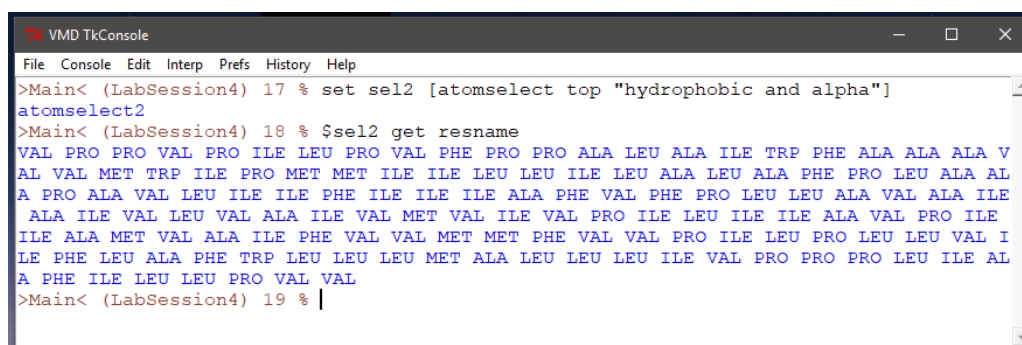 VMD TkConsole
File Console Edit Interp Prefs History Help
>Main< (LabSession4) 17 % set sel2 [atomselect top "hydrophobic and alpha"]
atomselect2
>Main< (LabSession4) 18 % $sel2 get resname
VAL PRO PRO VAL PRO ILE LEU PRO VAL PHE PRO PRO ALA LEU ALA ILE TRP PHE ALA ALA ALA V
AL VAL MET TRP ILE PRO MET MET ILE ILE LEU LEU ILE LEU ALA LEU ALA PHE PRO LEU ALA AL
A PRO ALA VAL LEU ILE ILE PHE ILE ILE ILE ALA PHE VAL PHE PRO LEU LEU ALA VAL ALA ILE
ALA ILE VAL LEU VAL ALA ILE VAL MET VAL ILE VAL PRO ILE LEU ILE ILE ALA VAL PRO ILE
ILE ALA MET VAL ALA ILE PHE VAL VAL MET MET PHE VAL VAL PRO ILE LEU PRO LEU LEU VAL I
LE PHE LEU ALA PHE TRP LEU LEU LEU MET ALA LEU LEU LEU ILE VAL PRO PRO PRO LEU ILE AL
A PHE ILE LEU LEU PRO VAL VAL
>Main< (LabSession4) 19 %